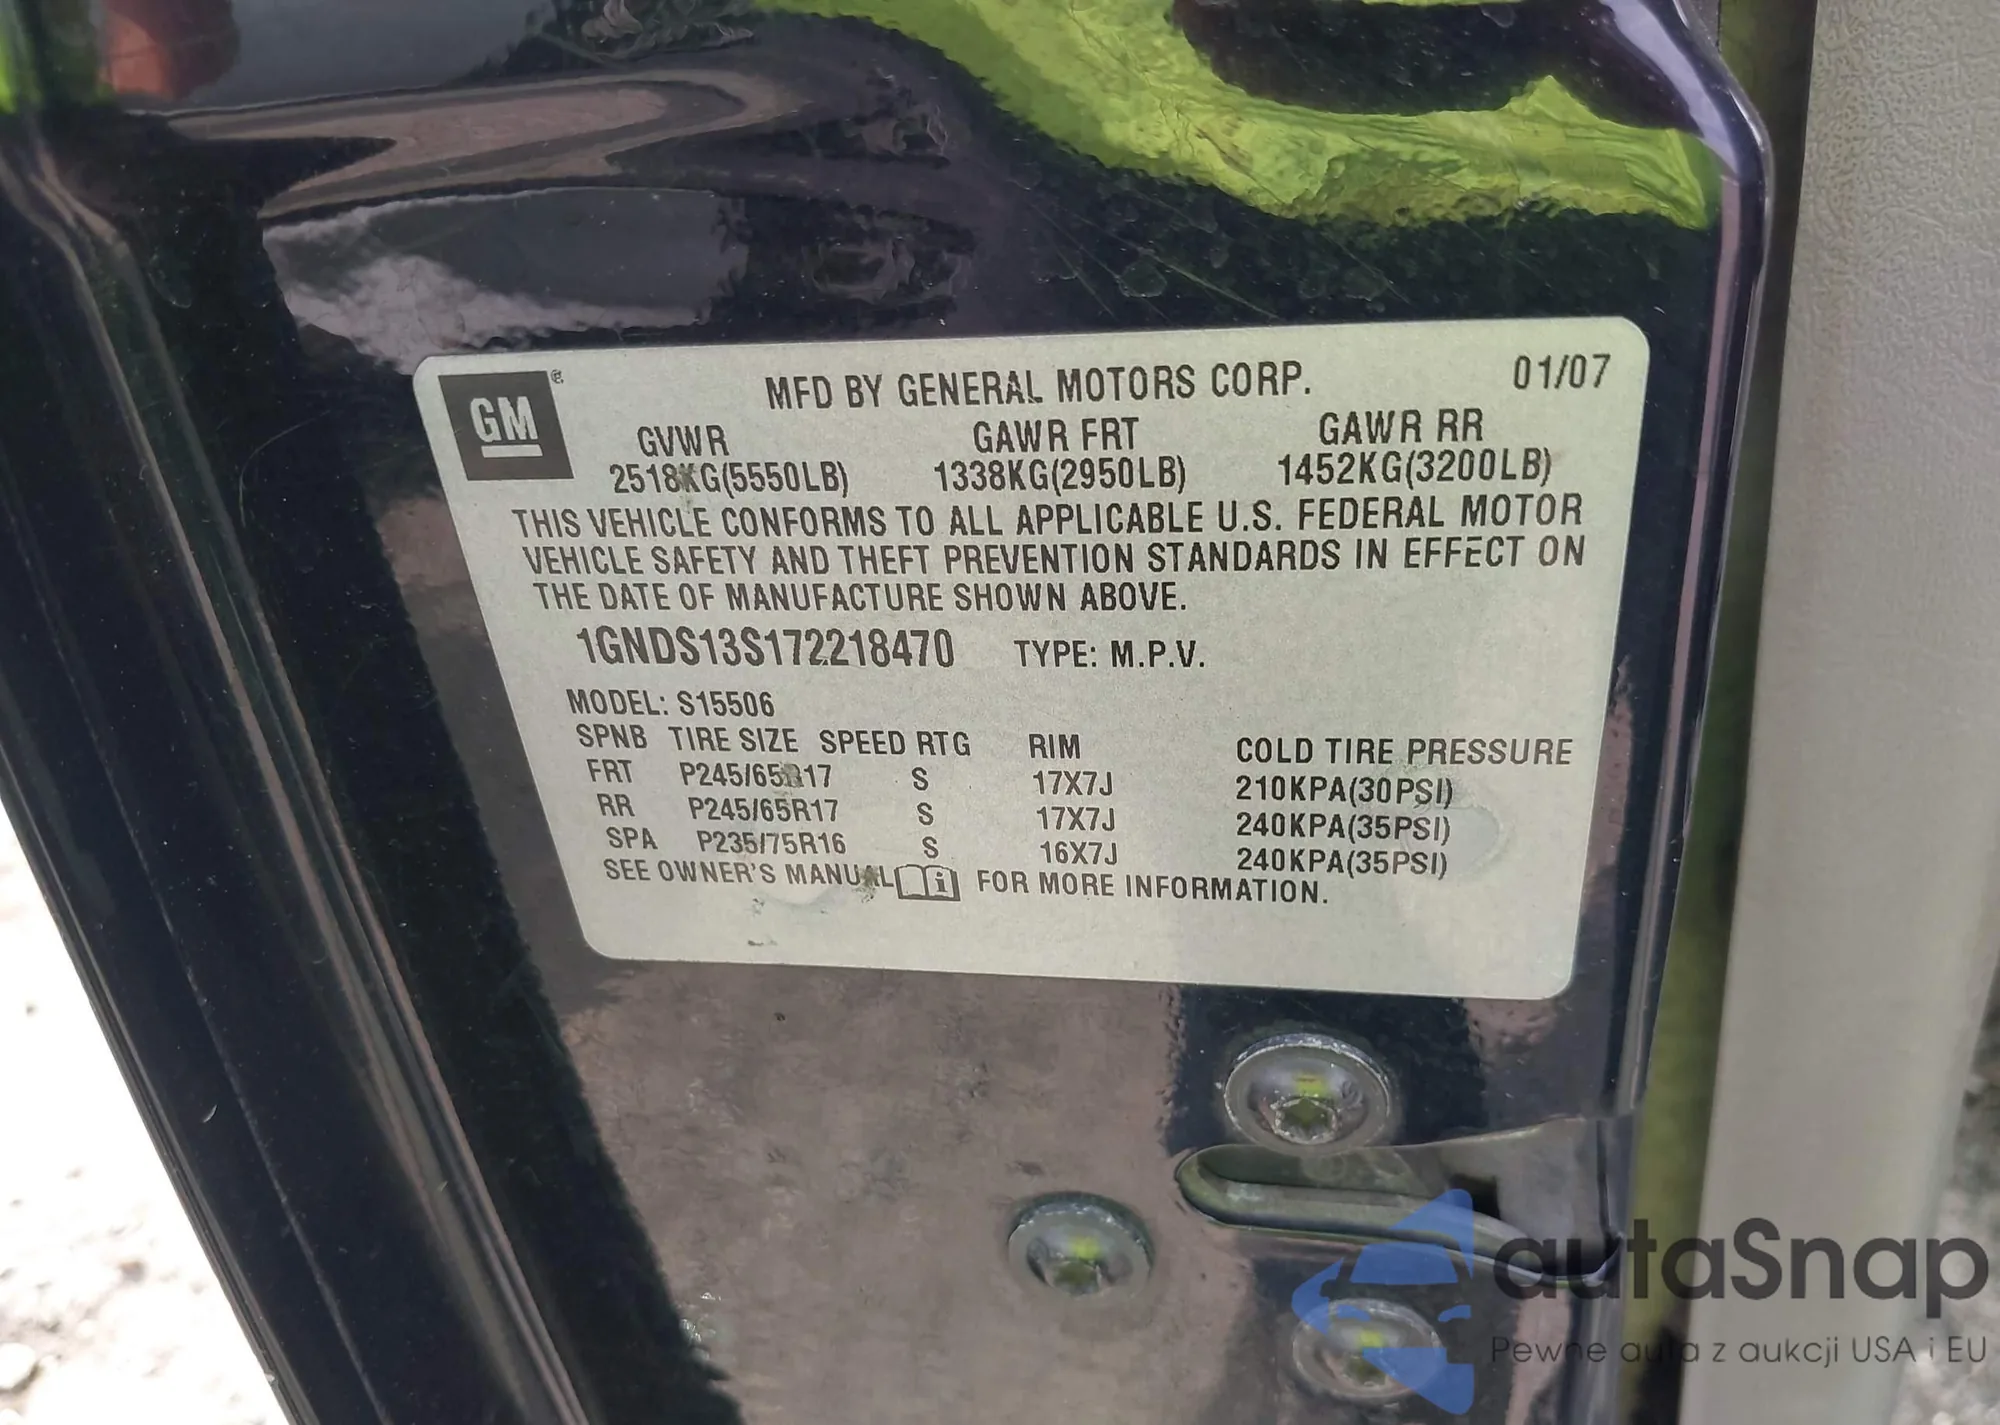 GM®
MFD BY GENERAL MOTORS CORP. 01/07
GVWR GAWR FRT GAWR RR
2518KG(5550LB) 1338KG(2950LB) 1452KG(3200LB)
THIS VEHICLE CONFORMS TO ALL APPLICABLE U.S. FEDERAL MOTOR
VEHICLE SAFETY AND THEFT PREVENTION STANDARDS IN EFFECT ON
THE DATE OF MANUFACTURE SHOWN ABOVE.
1GNDS13S172218470 TYPE: M.P.V.
MODEL: S15506
SPNB TIRE SIZE SPEED RTG RIM COLD TIRE PRESSURE
FRT P245/65R17 S 17X7J 210KPA(30PSI)
RR P245/65R17 S 17X7J 240KPA(35PSI)
SPA P235/75R16 S 16X7J 240KPA(35PSI)
SEE OWNER'S MANUAL i FOR MORE INFORMATION.
autaSnap
Pewne auta z aukcji USA i EU